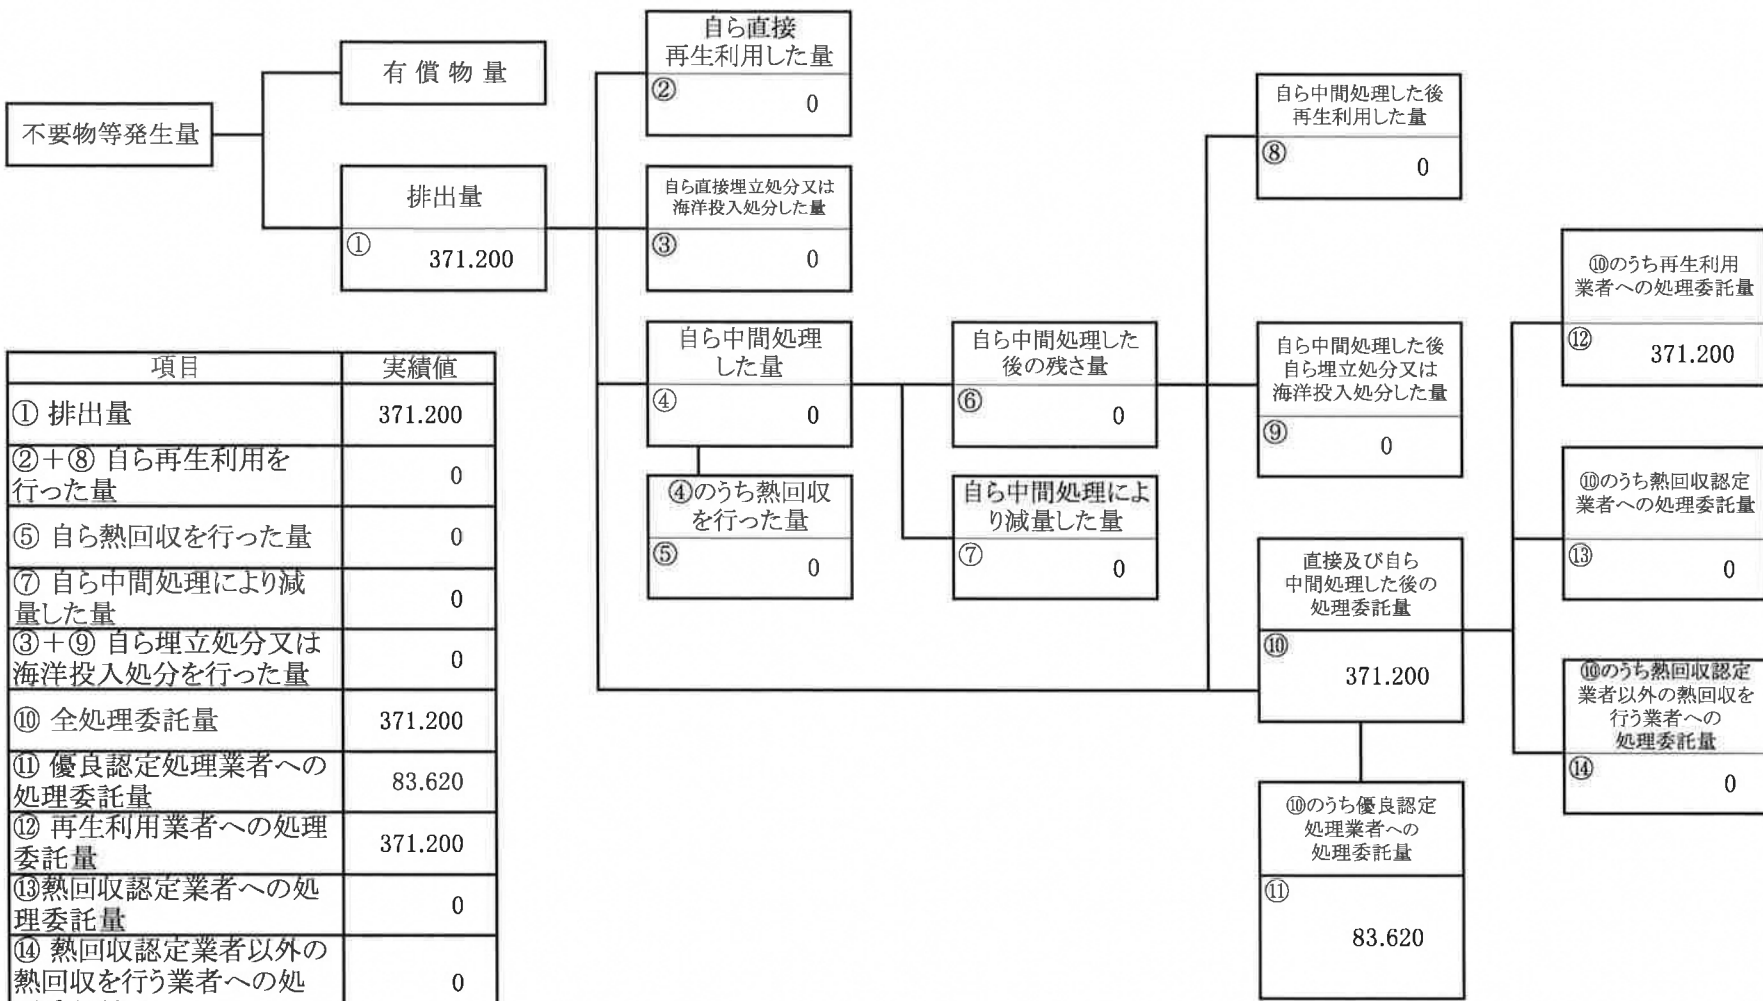 不要物等発生量
有償物量
排出量
①
371.200
自ら直接
再生利用した量
②
0
自ら直接埋立処分又は
海洋投入処分した量
③
0
自ら中間処理
した量
④
0
④のうち熱回収
を行った量
⑤
0
自ら中間処理した
後の残さ量
⑥
0
自ら中間処理によ
り減量した量
⑦
0
自ら中間処理した後
再生利用した量
⑧
0
自ら中間処理した後
自ら埋立処分又は
海洋投入処分した量
⑨
0
直接及び自ら
中間処理した後の
処理委託量
⑩
371.200
⑩のうち優良認定
処理業者への
処理委託量
⑪
83.620
⑩のうち再生利用
業者への処理委託量
⑫
371.200
⑩のうち熱回収認定
業者への処理委託量
⑬
0
⑩のうち熱回収認定
業者以外の熱回収を
行う業者への
処理委託量
⑭
0
項目 実績値
① 排出量 371.200
②＋⑧ 自ら再生利用を
行った量 0
⑤ 自ら熱回収を行った量 0
⑦ 自ら中間処理により減
量した量 0
③＋⑨ 自ら埋立処分又は
海洋投入処分を行った量 0
⑩ 全処理委託量 371.200
⑪ 優良認定処理業者への
処理委託量 83.620
⑫ 再生利用業者への処理
委託量 371.200
⑬熱回収認定業者への処
理委託量 0
⑭ 熱回収認定業者以外の
熱回収を行う業者への処 0